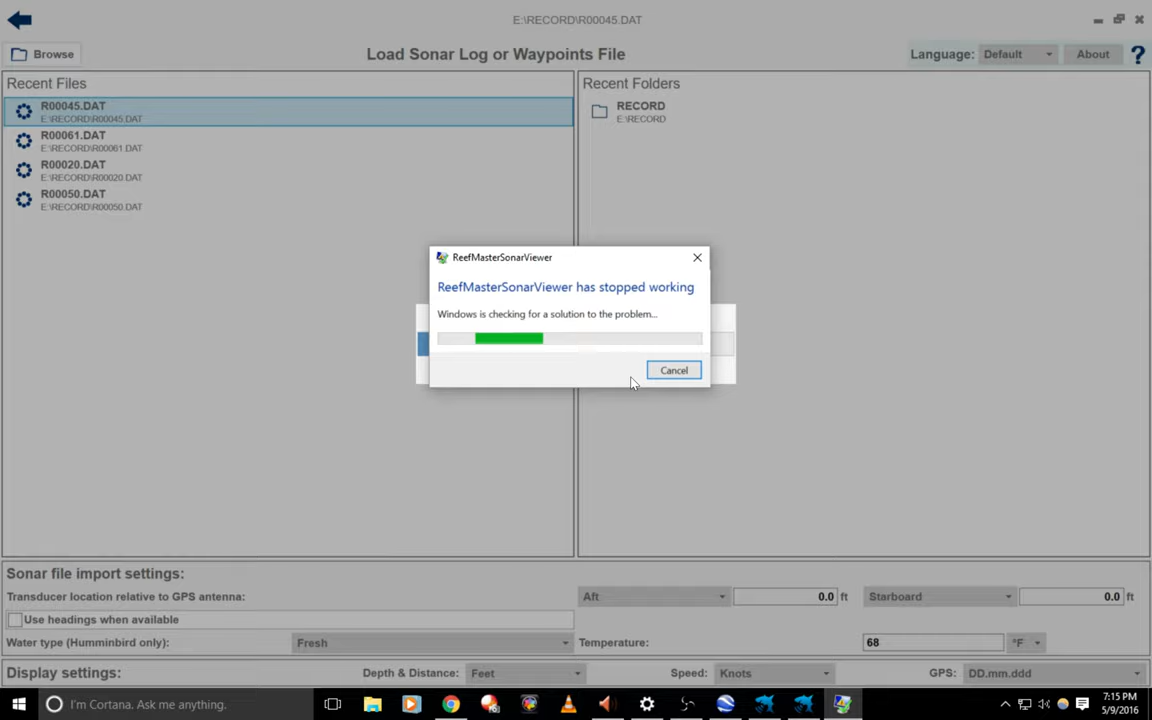 E:\RECORD\R00045.DAT
Browse
Load Sonar Log or Waypoints File
Language: Default
About
?
Recent Files
R00045.DAT
E:\RECORD\R00045.DAT
R00061.DAT
E:\RECORD\R00061.DAT
R00020.DAT
E:\RECORD\R00020.DAT
R00050.DAT
E:\RECORD\R00050.DAT
Recent Folders
RECORD
E:\RECORD
ReefMasterSonarViewer
ReefMasterSonarViewer has stopped working
Windows is checking for a solution to the problem...
Cancel
Sonar file import settings:
Transducer location relative to GPS antenna:
Aft
0.0 ft
Starboard
0.0 ft
Use headings when available
Water type (Humminbird only):
Fresh
Temperature:
68
°F
Display settings:
Depth & Distance: Feet
Speed: Knots
GPS: DD.mm.ddd
I'm Cortana. Ask me anything.
7:15 PM
5/9/2016